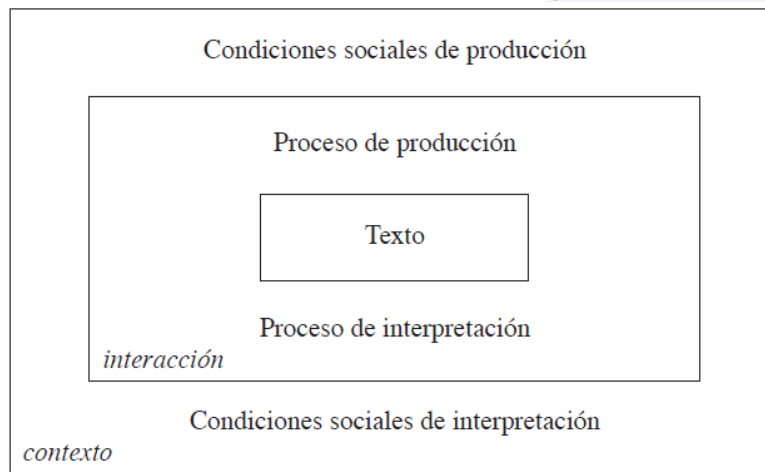 Condiciones sociales de producción
Proceso de producción
Texto
Proceso de interpretación
interacción
Condiciones sociales de interpretación
contexto